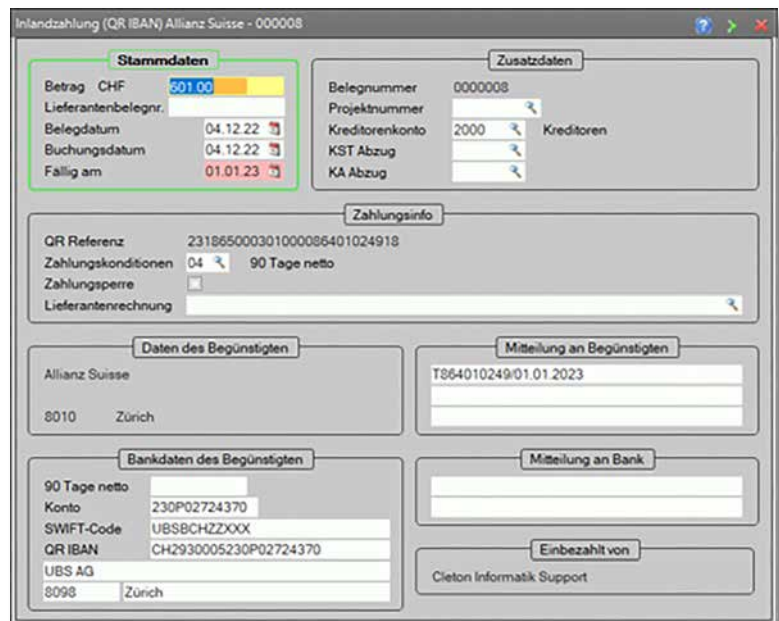 Inlandzahlung (QR IBAN) Allianz Suisse - 000008
Stammdaten
Betrag CHF 601.00
Lieferantenbelegnr.
Belegdatum 04.12.22
Buchungsdatum 04.12.22
Fällig am 01.01.23
Zusatzdaten
Belegnummer 0000008
Projektnummer
Kreditorenkonto 2000 Kreditoren
KST Abzug
KA Abzug
Zahlungsinfo
QR Referenz 231865000301000086401024918
Zahlungskonditionen 04 90 Tage netto
Zahlungsperre
Lieferantenrechnung
Daten des Begünstigten
Allianz Suisse
8010 Zürich
Mitteilung an Begünstigten
T864010249/01.01.2023
Bankdaten des Begünstigten
90 Tage netto
Konto 230P02724370
SWIFT-Code UBSBCHZZXXX
QR IBAN CH2930005230P02724370
UBS AG
8098 Zürich
Mitteilung an Bank
Einbezahlt von
Cleton Informatik Support